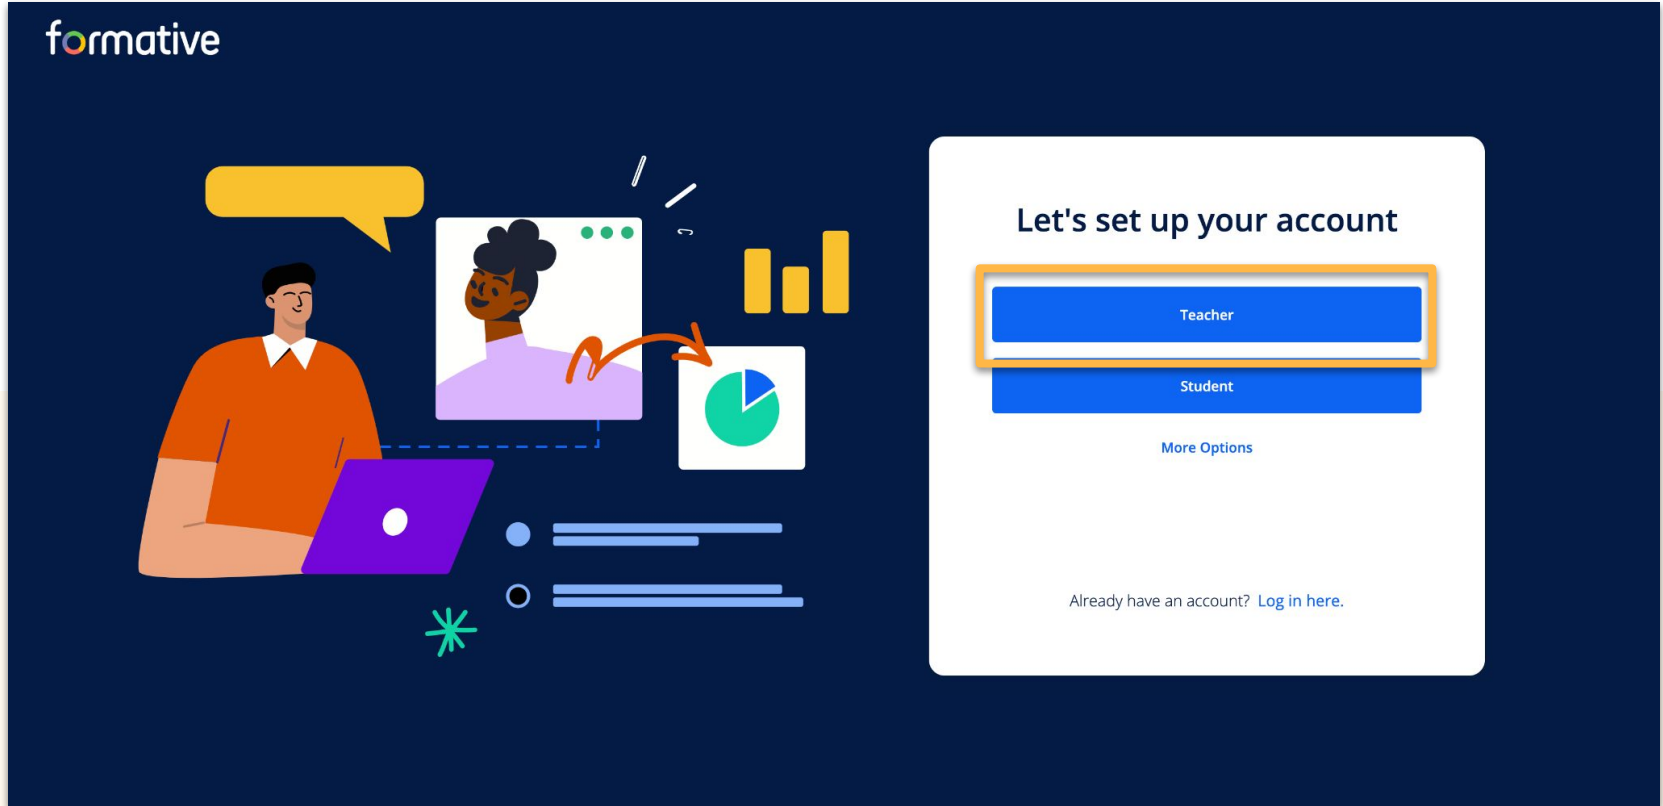 formative
Let's set up your account
Teacher
Student
More Options
Already have an account? Log in here.